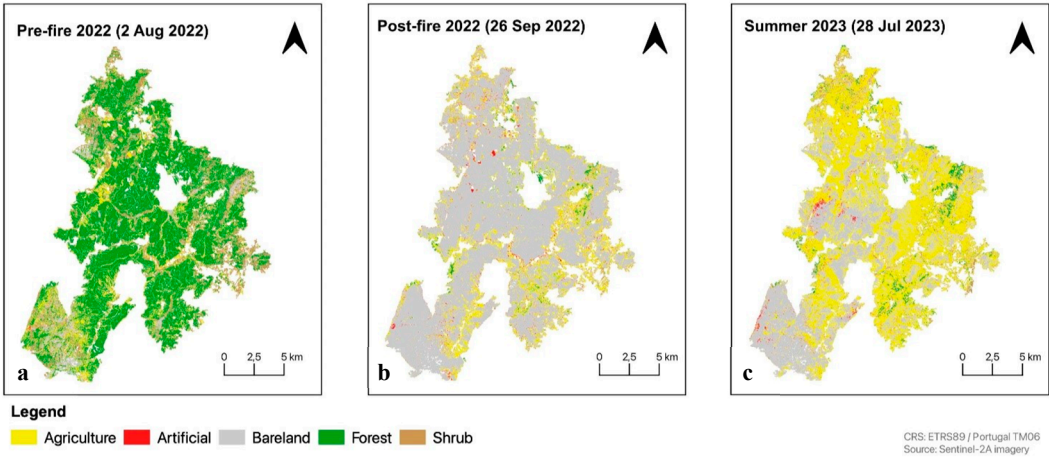 Pre-fire 2022 (2 Aug 2022)
Post-fire 2022 (26 Sep 2022)
Summer 2023 (28 Jul 2023)
0 2,5 5 km
0 2,5 5 km
0 2,5 5 km
a
b
c
Legend
Agriculture Artificial Bareland Forest Shrub
CRS: ETRS89 / Portugal TM06
Source: Sentinel-2A imagery